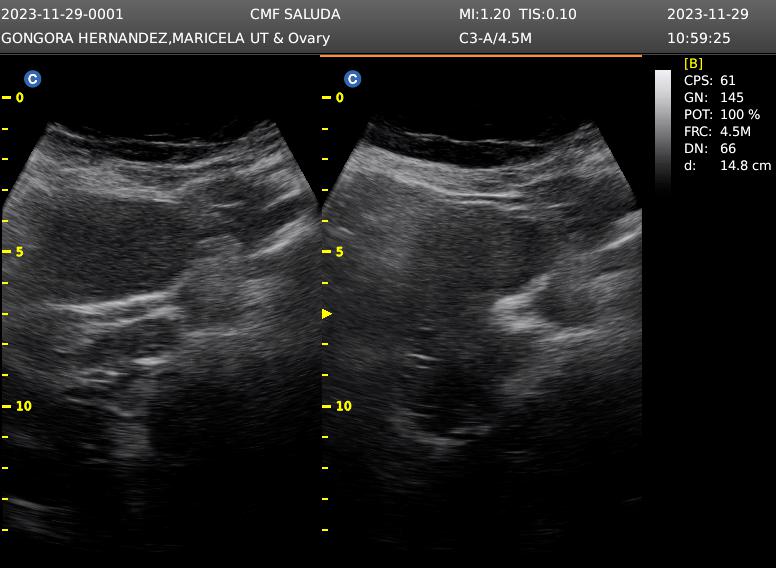 2023-11-29-0001 CMF SALUDA MI:1.20 TIS:0.10 2023-11-29
GONGORA HERNANDEZ,MARICELA UT & Ovary C3-A/4.5M 10:59:25
C C [B]
0 0 CPS: 61
GN: 145
POT: 100 %
FRC: 4.5M
DN: 66
d: 14.8 cm
5 5
10 10